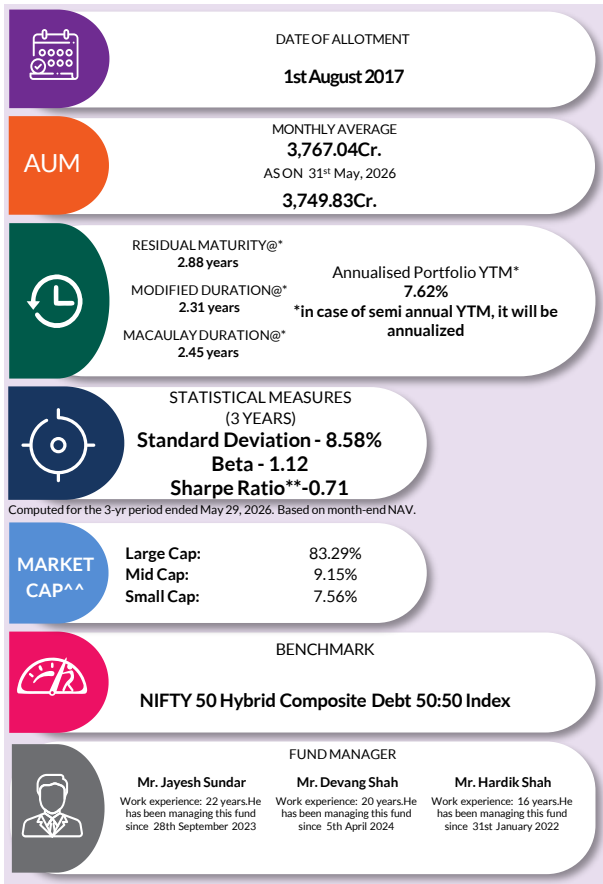 DATE OF ALLOTMENT
1st August 2017
AUM
MONTHLY AVERAGE
3,767.04Cr.
AS ON 31st May, 2026
3,749.83Cr.
RESIDUAL MATURITY@*
2.88 years
MODIFIED DURATION@*
2.31 years
MACAULAY DURATION@*
2.45 years
Annualised Portfolio YTM*
7.62%
*in case of semi annual YTM, it will be
annualized
STATISTICAL MEASURES
(3 YEARS)
Standard Deviation - 8.58%
Beta - 1.12
Sharpe Ratio**-0.71
Computed for the 3-yr period ended May 29, 2026. Based on month-end NAV.
MARKET
CAP^^
Large Cap: 83.29%
Mid Cap: 9.15%
Small Cap: 7.56%
BENCHMARK
NIFTY 50 Hybrid Composite Debt 50:50 Index
FUND MANAGER
Mr. Jayesh Sundar
Work experience: 22 years.He
has been managing this fund
since 28th September 2023
Mr. Devang Shah
Work experience: 20 years.He
has been managing this fund
since 5th April 2024
Mr. Hardik Shah
Work experience: 16 years.He
has been managing this fund
since 31st January 2022